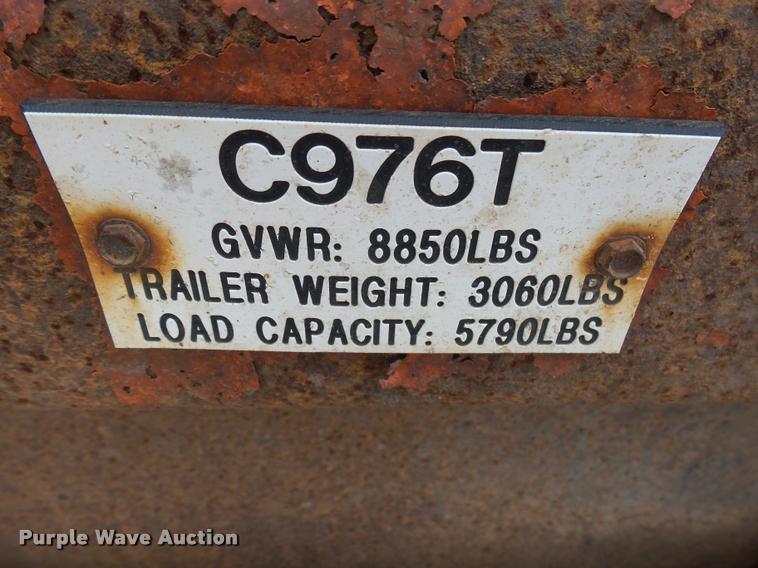 C976T
GVWR: 8850LBS
TRAILER WEIGHT: 3060LBS
LOAD CAPACITY: 5790LBS
Purple Wave Auction